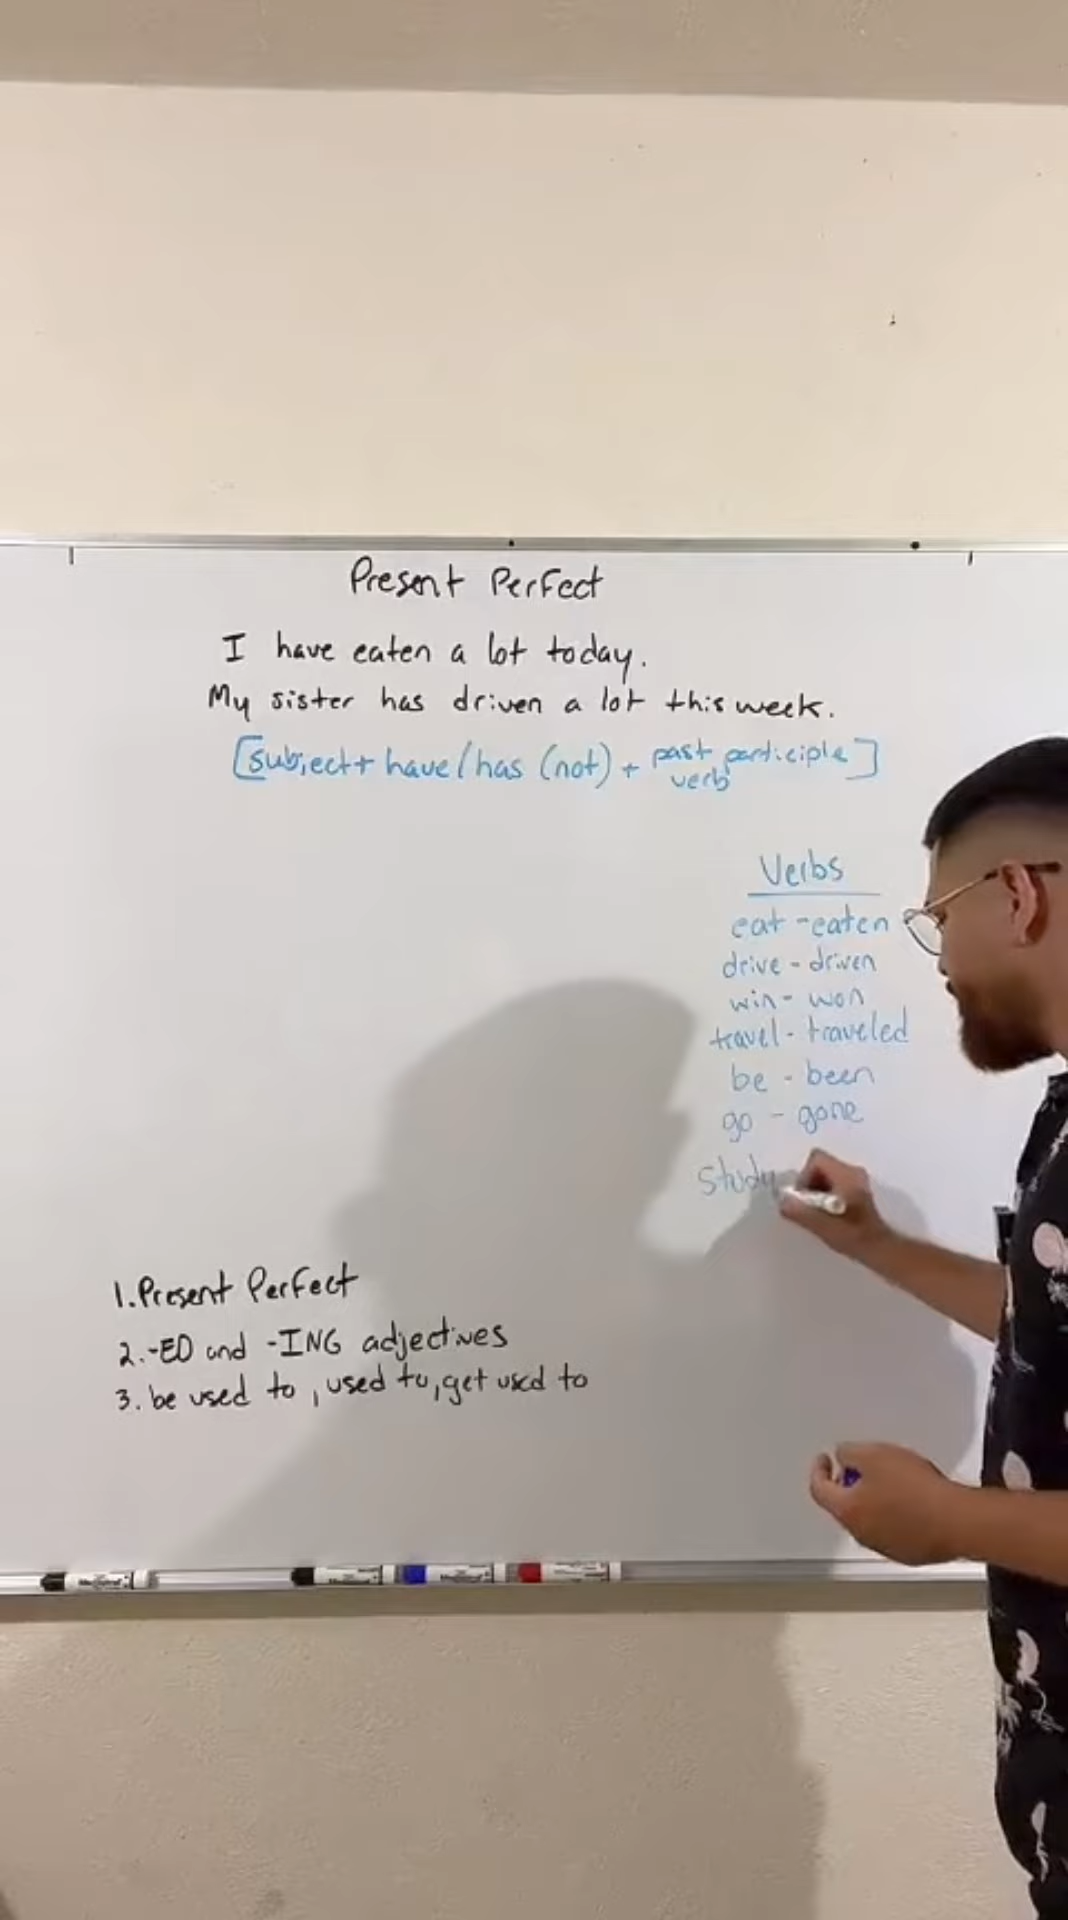 Present Perfect
I have eaten a lot today.
My sister has driven a lot this week.
[subject + have/has (not) + past participle]
verb
Verbs
eat - eaten
drive - driven
win - won
travel - traveled
be - been
go - gone
study
1. Present Perfect
2. -ED and -ING adjectives
3. be used to, used to, get used to